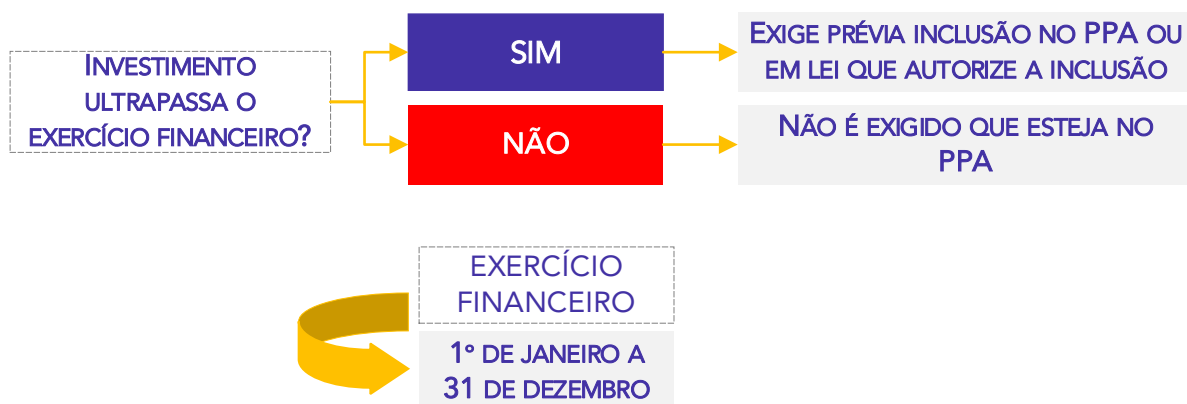 INVESTIMENTO
ULTRAPASSA O
EXERCÍCIO FINANCEIRO?
SIM
EXIGE PRÉVIA INCLUSÃO NO PPA OU
EM LEI QUE AUTORIZE A INCLUSÃO
NÃO
NÃO É EXIGIDO QUE ESTEJA NO
PPA
EXERCÍCIO
FINANCEIRO
1º DE JANEIRO A
31 DE DEZEMBRO